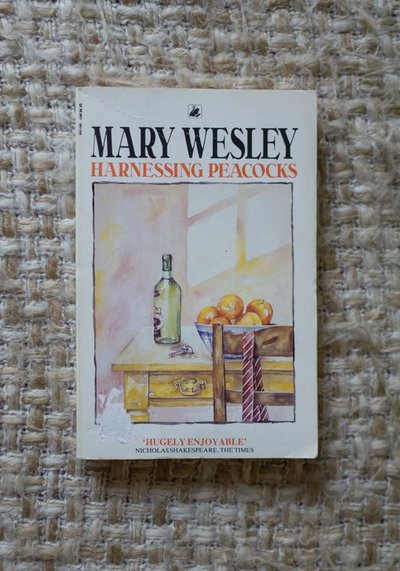 MARY WESLEY
HARNESSING PEACOCKS
'HUGELY ENJOYABLE'
NICHOLAS SHAKESPEARE, THE TIMES